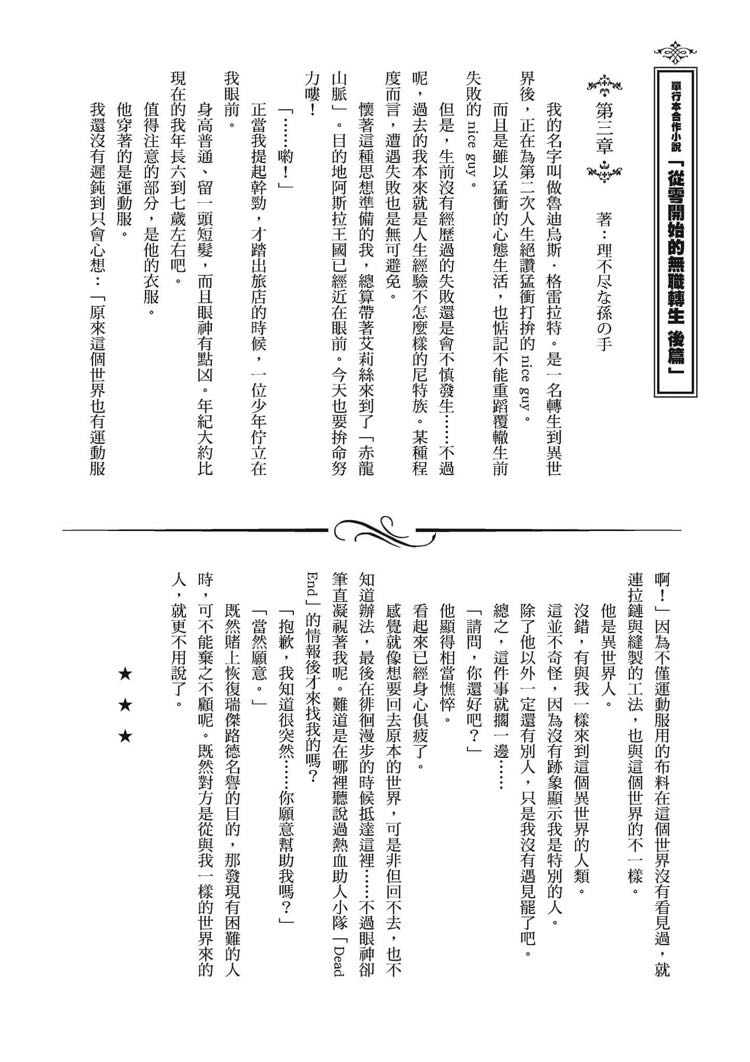 單行本合作小說「從零開始的無職轉生 後篇」
第三章 著：理不尽な孫の手
我的名字叫做魯迪烏斯．格雷拉特。是一名轉生到異世
界後，正在為第二次人生絕讚猛衝打拚的 nice guy。
而且是雖以猛衝的心態生活，也惦記不能重蹈覆轍生前
失敗的 nice guy。
但是，生前沒有經歷過的失敗還是會不慎發生……不過
呢，過去的我本來就是人生經驗不怎麼樣的尼特族。某種程
度而言，遭遇失敗也是無可避免。
懷著這種思想準備的我，總算帶著艾莉絲來到了「赤龍
山脈」。目的地阿斯拉王國已經近在眼前。今天也要拚命努
力嘍！
「……喲！」
正當我提起幹勁，才踏出旅店的時候，一位少年佇立在
我眼前。
身高普通、留一頭短髮，而且眼神有點凶。年紀大約比
現在的我年長六到七歲左右吧。
值得注意的部分，是他的衣服。
他穿著的是運動服。
我還沒有遲鈍到只會心想：「原來這個世界也有運動服
啊！」因為不僅運動服用的布料在這個世界沒有看見過，就
連拉鏈與縫製的工法，也與這個世界的不一樣。
他是異世界人。
沒錯，有與我一樣來到這個異世界的人類。
這並不奇怪，因為沒有跡象顯示我是特別的人。
除了他以外一定還有別人，只是我沒有遇見罷了吧。
總之，這件事就擱一邊……
「請問，你還好吧？」
他顯得相當憔悴。
看起來已經身心俱疲了。
感覺就像想要回去原本的世界，可是非但回不去，也不
知道辦法，最後在徘徊漫步的時候抵達這裡……不過眼神卻
筆直凝視著我呢。難道是在哪裡聽說過熱血助人小隊「Dead
End」的情報後才來找我的嗎？
「抱歉，我知道很突然……你願意幫助我嗎？」
「當然願意。」
既然賭上恢復瑞傑路德名譽的目的，那發現有困難的人
時，可不能棄之不顧呢。既然對方是從與我一樣的世界來的
人，就更不用說了。
★ ★ ★